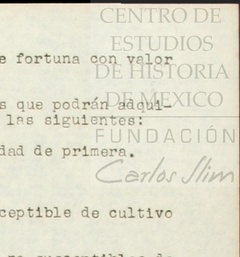 CENTRO DE
ESTUDIOS
e fortuna con valor
DE HISTORIA
DE MEXICO
s que podrán adqui-
las siguientes:
FUNDACIÓN
dad de primera.
Carlos Slim
ceptible de cultivo